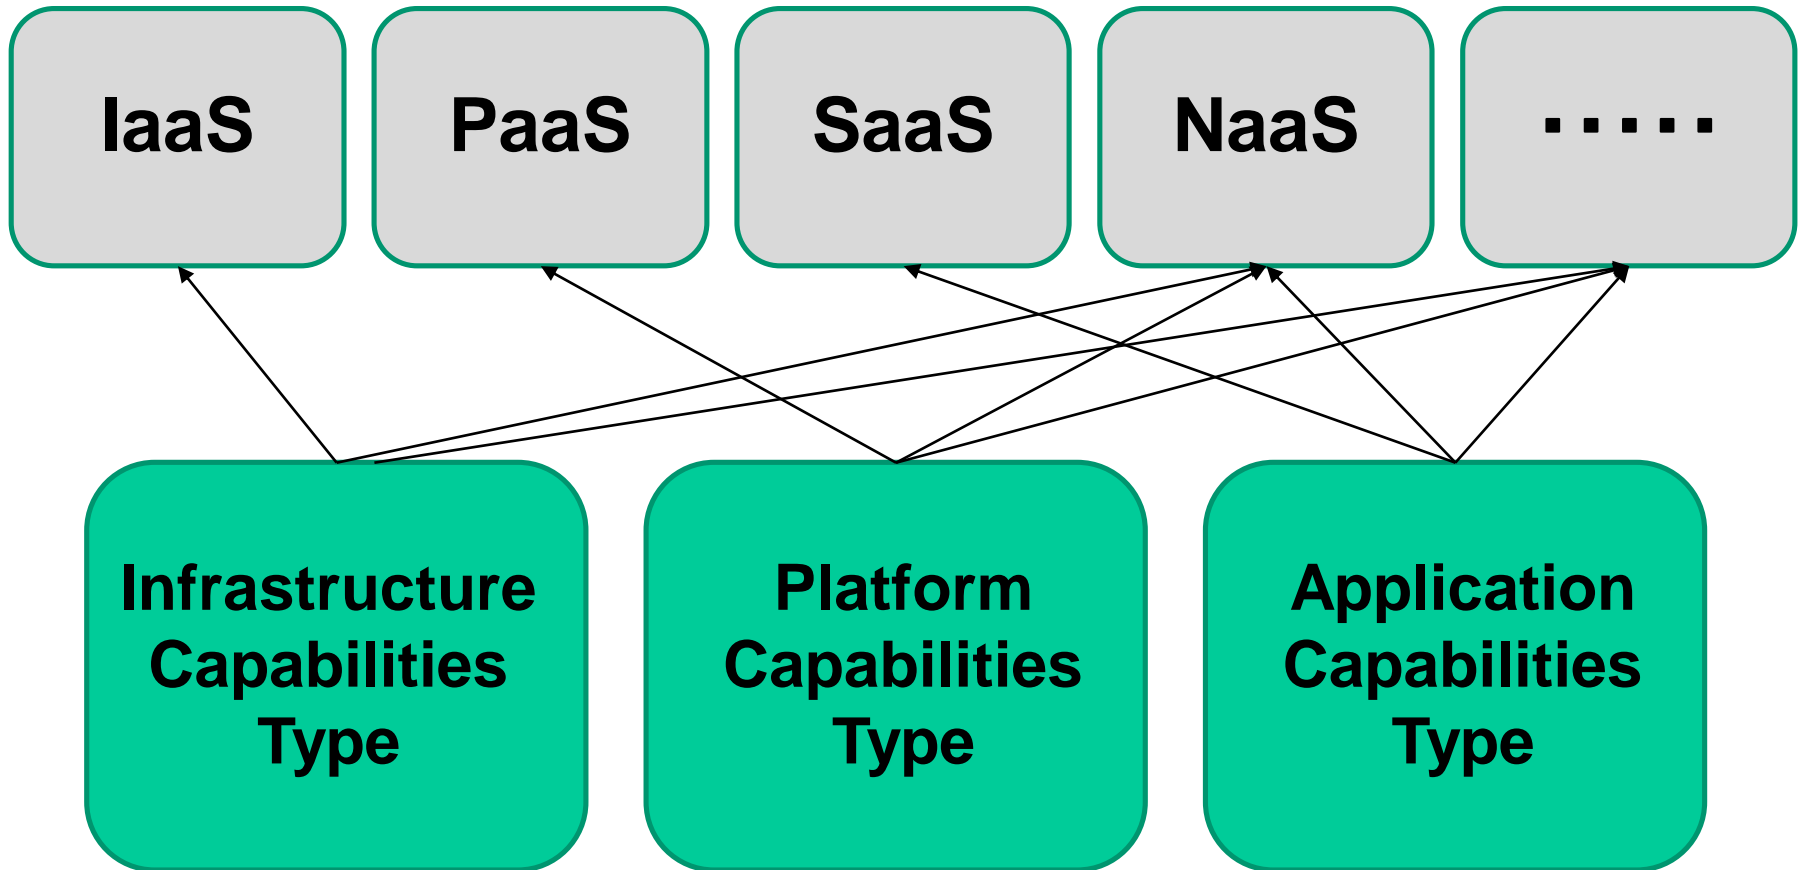 IaaS
PaaS
SaaS
NaaS
.....
Infrastructure
Capabilities
Type
Platform
Capabilities
Type
Application
Capabilities
Type